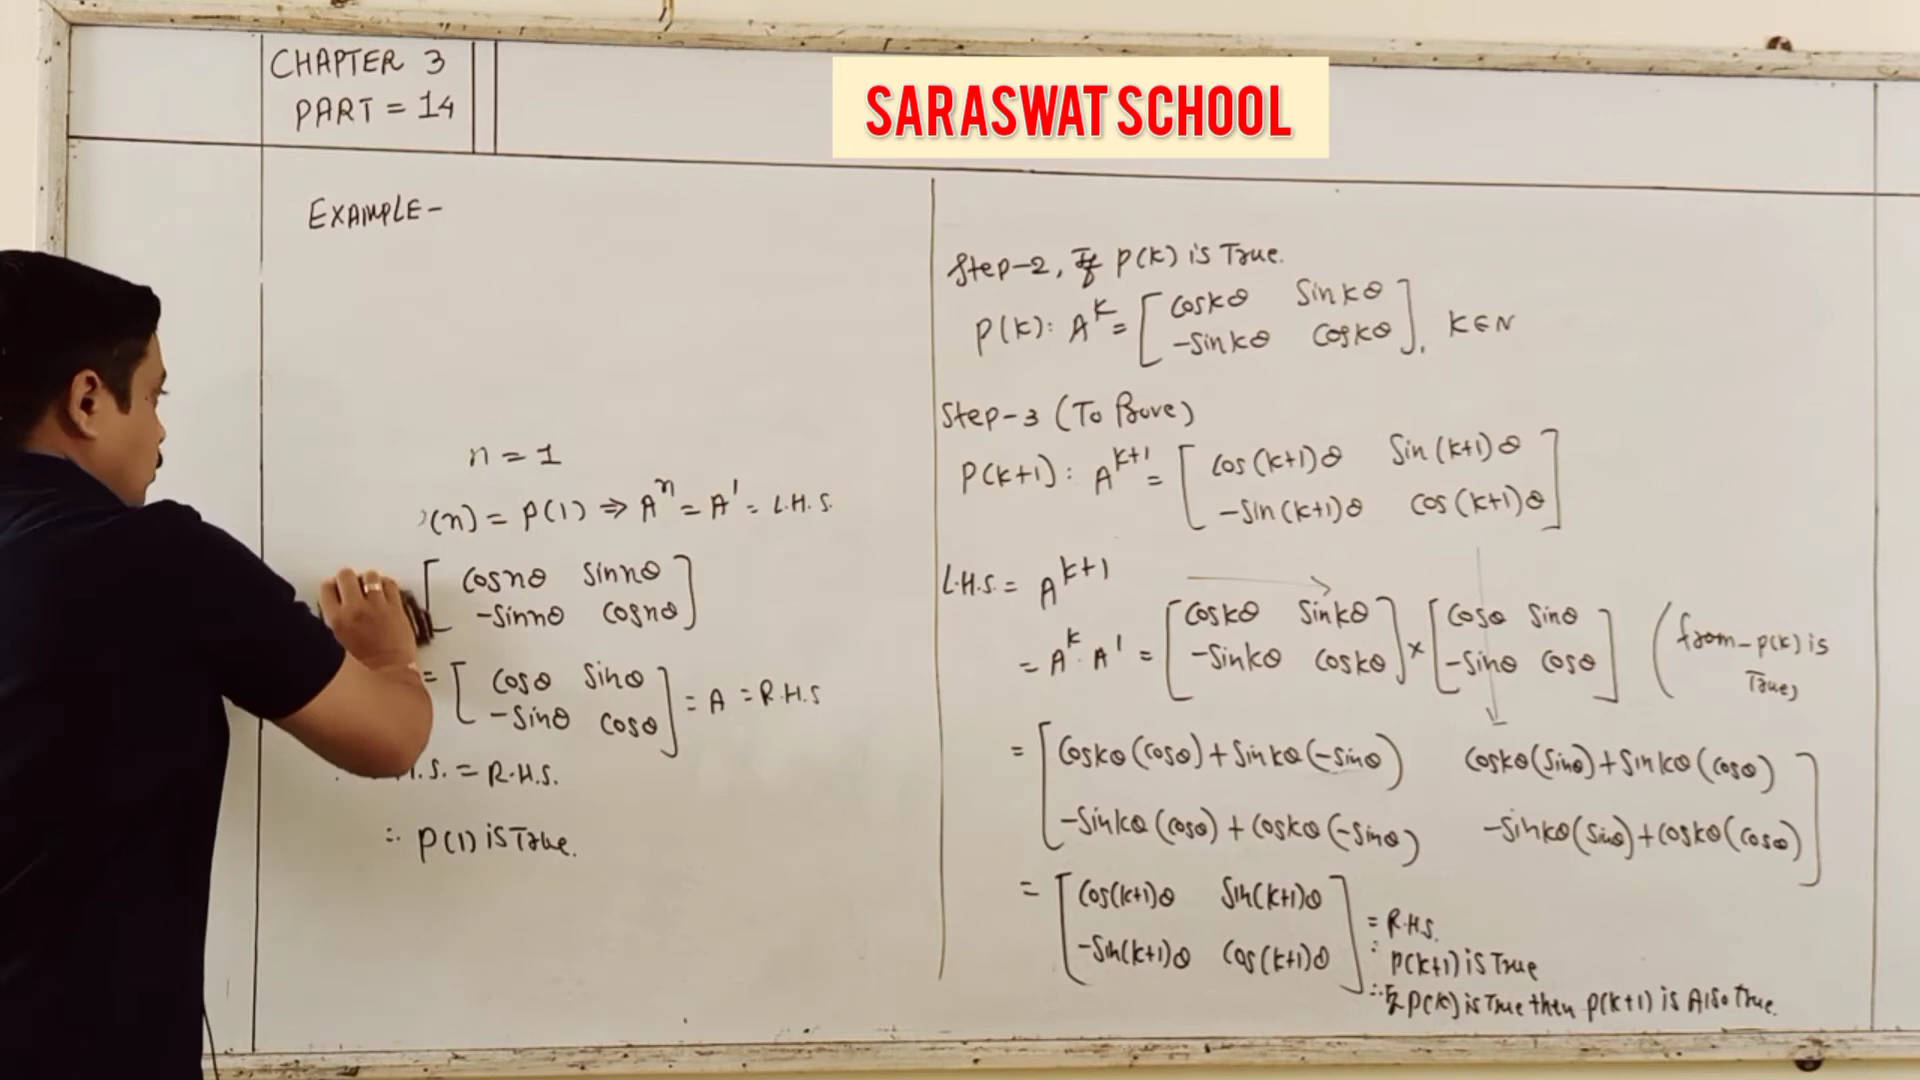 CHAPTER 3
PART = 14
SARASWAT SCHOOL
EXAMPLE-
n = 1
(n) = P(1) ⇒ Aⁿ = A' = L.H.S.
[cosnθ sinnθ
-sinnθ cosnθ]
= [cosθ sinθ
-sinθ cosθ] = A = R.H.S
.S. = R.H.S.
∴ P(1) is True.
Step-2, If P(k) is True.
P(k): A^k = [coskθ sinkθ
-sinkθ coskθ], K∈N
Step-3 (To Prove)
P(k+1): A^k+1 = [cos(k+1)θ sin(k+1)θ
-sin(k+1)θ cos(k+1)θ]
L.H.S. = A^k+1
= A^k · A' = [coskθ sinkθ
-sinkθ coskθ] × [cosθ sinθ
-sinθ cosθ]
(from - P(k) is
True)
= [coskθ(cosθ) + sinkθ(-sinθ) coskθ(sinθ) + sinkθ(cosθ)
-sinkθ(cosθ) + coskθ(-sinθ) -sinkθ(sinθ) + coskθ(cosθ)]
= [cos(k+1)θ sin(k+1)θ
-sin(k+1)θ cos(k+1)θ]
= R.H.S.
∴ P(k+1) is True
∴ If P(k) is True then P(k+1) is Also True.